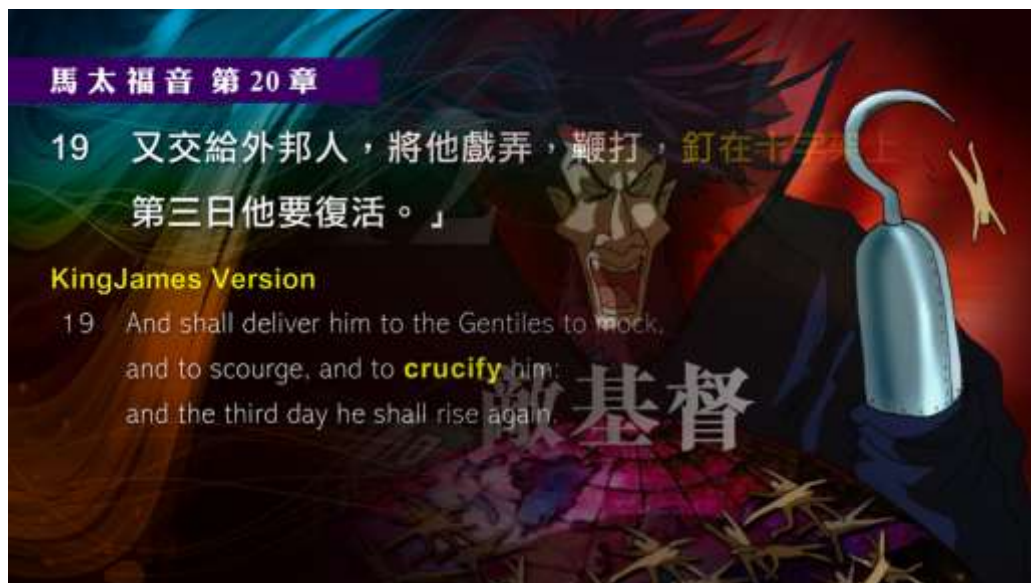 馬太福音 第20章
19 又交給外邦人，將他戲弄，鞭打，釘在十字架上，
第三日他要復活。」
KingJames Version
19 And shall deliver him to the Gentiles to mock,
and to scourge, and to crucify him:
and the third day he shall rise again.
敵基督